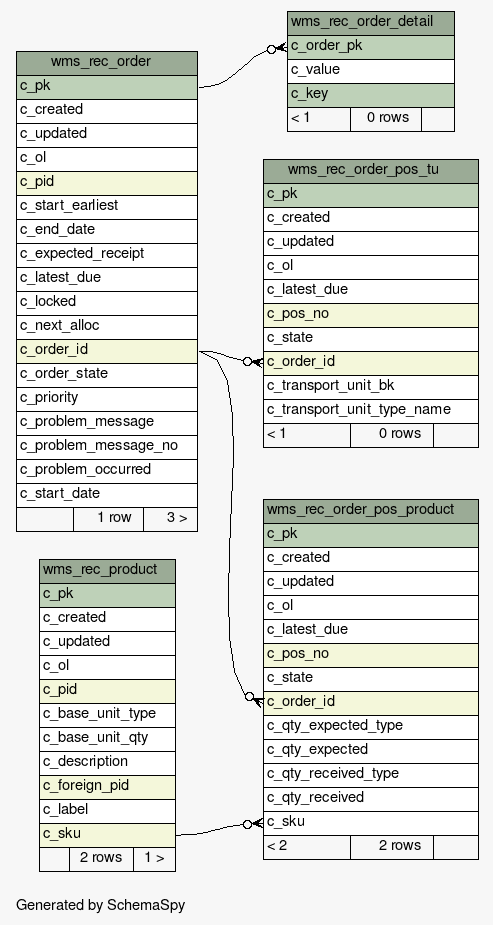 wms_rec_order_detail
c_order_pk
c_value
c_key
< 1 0 rows
wms_rec_order
c_pk
c_created
c_updated
c_ol
c_pid
c_start_earliest
c_end_date
c_expected_receipt
c_latest_due
c_locked
c_next_alloc
c_order_id
c_order_state
c_priority
c_problem_message
c_problem_message_no
c_problem_occurred
c_start_date
1 row 3 >
wms_rec_order_pos_tu
c_pk
c_created
c_updated
c_ol
c_latest_due
c_pos_no
c_state
c_order_id
c_transport_unit_bk
c_transport_unit_type_name
< 1 0 rows
wms_rec_order_pos_product
c_pk
c_created
c_updated
c_ol
c_latest_due
c_pos_no
c_state
c_order_id
c_qty_expected_type
c_qty_expected
c_qty_received_type
c_qty_received
c_sku
< 2 2 rows
wms_rec_product
c_pk
c_created
c_updated
c_ol
c_pid
c_base_unit_type
c_base_unit_qty
c_description
c_foreign_pid
c_label
c_sku
2 rows 1 >
Generated by SchemaSpy